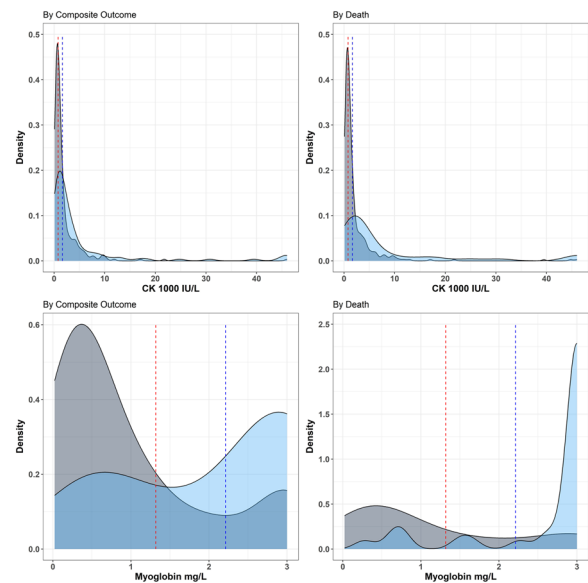 By Composite Outcome
By Death
0.5
0.4
0.3
0.2
0.1
0.0
Density
0 10 20 30 40
CK 1000 IU/L
0.5
0.4
0.3
0.2
0.1
0.0
Density
0 10 20 30 40
CK 1000 IU/L
By Composite Outcome
By Death
0.6
0.4
0.2
0.0
Density
0 1 2 3
Myoglobin mg/L
2.5
2.0
1.5
1.0
0.5
0.0
Density
0 1 2 3
Myoglobin mg/L